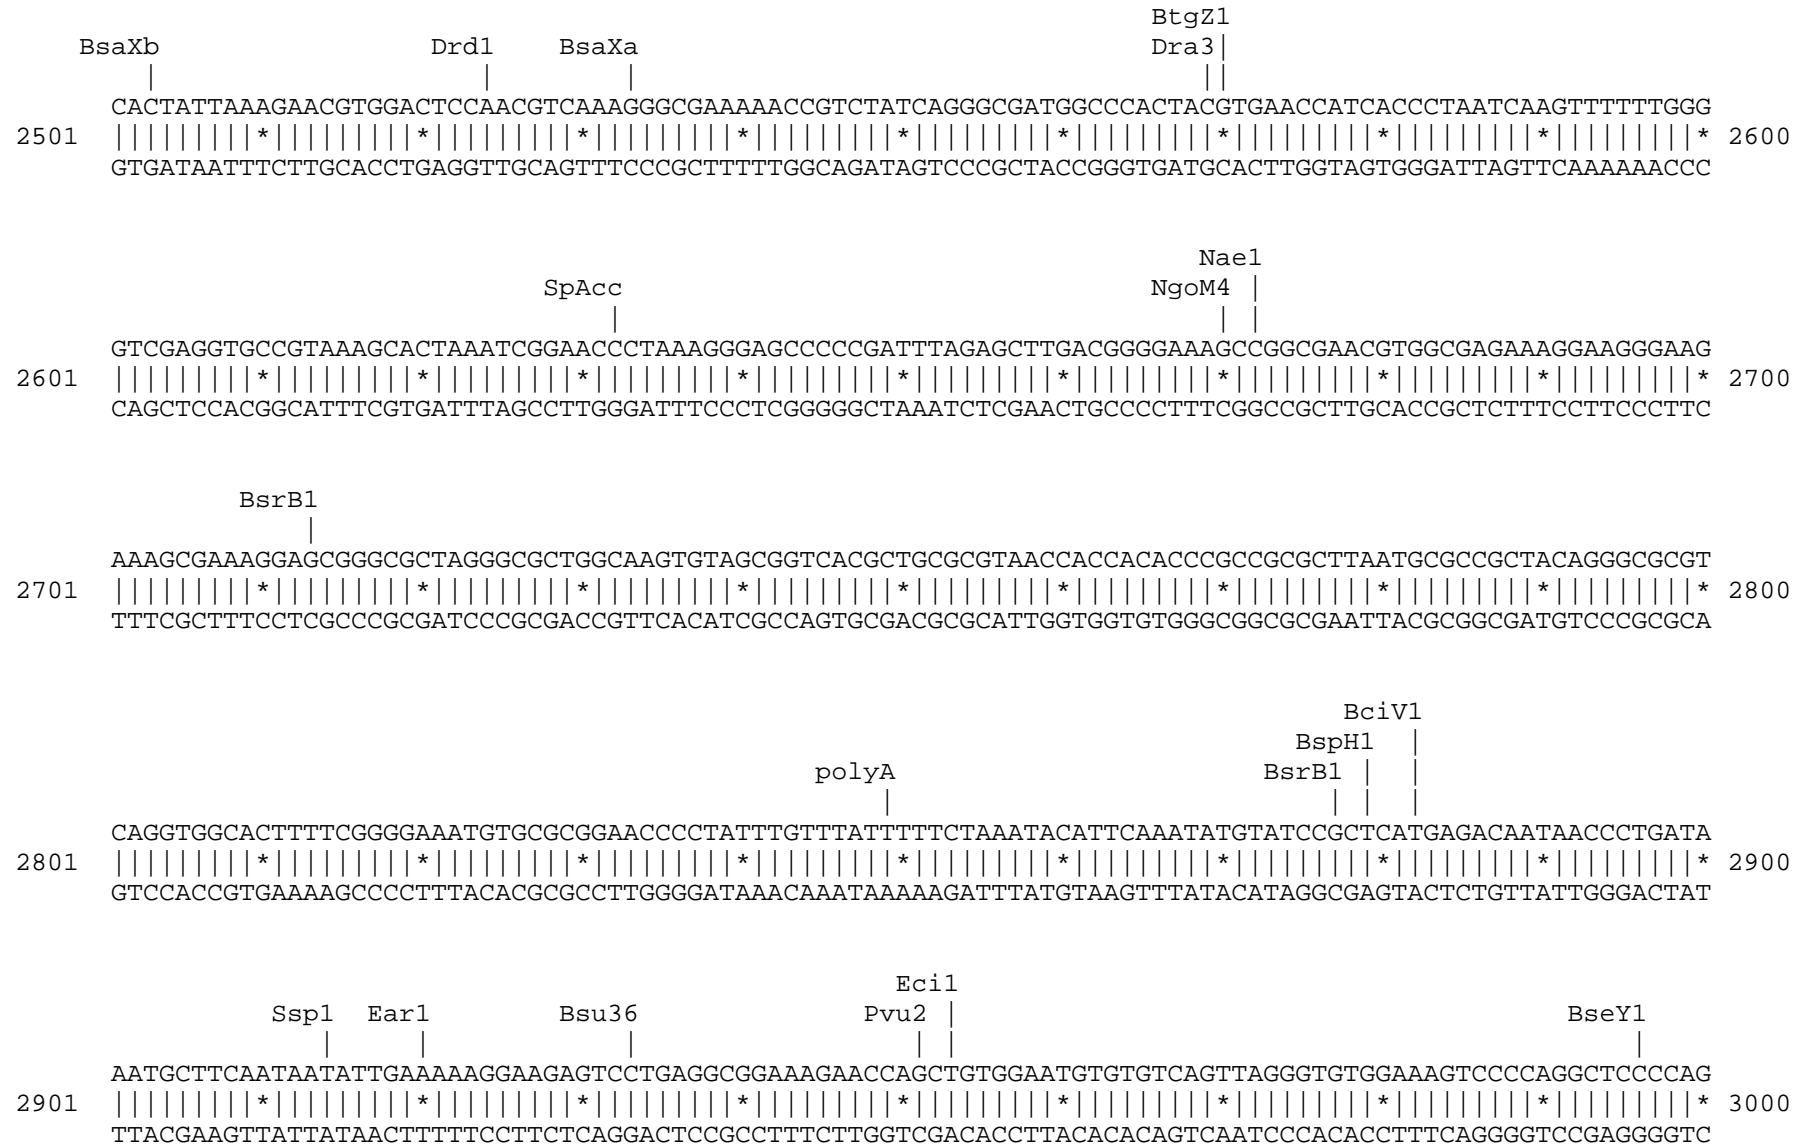 BtgZ1
BsaXb Drd1 BsaXa Dra3|
| | | ||
CACTATTAAAGAACGTGGACTCCAACGTCAAAGGGCGAAAAACCGTCTATCAGGGCGATGGCCCACTACGTGAACCATCACCCTAATCAAGTTTTTTGGG
2501 |||||||||*|||||||||*|||||||||*|||||||||*|||||||||*|||||||||*|||||||||*|||||||||*|||||||||*|||||||||* 2600
GTGATAATTTCTTGCACCTGAGGTTGCAGTTTCCCGCTTTTTGGCAGATAGTCCCGCTACCGGGTGATGCACTTGGTAGTGGGATTAGTTCAAAAAACCC
Nae1
SpAcc NgoM4 |
| | |
GTCGAGGTGCCGTAAAGCACTAAATCGGAACCCTAAAGGGAGCCCCCGATTTAGAGCTTGACGGGGAAAGCCGGCGAACGTGGCGAGAAAGGAAGGGAAG
2601 |||||||||*|||||||||*|||||||||*|||||||||*|||||||||*|||||||||*|||||||||*|||||||||*|||||||||*|||||||||* 2700
CAGCTCCACGGCATTTCGTGATTTAGCCTTGGGATTTCCCTCGGGGGCTAAATCTCGAACTGCCCCTTTCGGCCGCTTGCACCGCTCTTTCCTTCCCTTC
BsrB1
|
AAAGCGAAAGGAGCGGGCGCTAGGGCGCTGGCAAGTGTAGCGGTCACGCTGCGCGTAACCACCACACCCGCCGCGCTTAATGCGCCGCTACAGGGCGCGT
2701 |||||||||*|||||||||*|||||||||*|||||||||*|||||||||*|||||||||*|||||||||*|||||||||*|||||||||*|||||||||* 2800
TTTCGCTTTCCTCGCCCGCGATCCCGCGACCGTTCACATCGCCAGTGCGACGCGCATTGGTGGTGTGGGCGGCGCGAATTACGCGGCGATGTCCCGCGCA
BciV1
BspH1 |
polyA BsrB1 | |
| | | |
CAGGTGGCACTTTTCGGGGAAATGTGCGCGGAACCCCTATTTGTTTATTTTTCTAAATACATTCAAATATGTATCCGCTCATGAGACAATAACCCTGATA
2801 |||||||||*|||||||||*|||||||||*|||||||||*|||||||||*|||||||||*|||||||||*|||||||||*|||||||||*|||||||||* 2900
GTCCACCGTGAAAAGCCCCTTTACACGCGCCTTGGGGATAAACAAATAAAAAGATTTATGTAAGTTTATACATAGGCGAGTACTCTGTTATTGGGACTAT
Eci1
Ssp1 Ear1 Bsu36 Pvu2 | BseY1
| | | | | |
AATGCTTCAATAATATTGAAAAAGGAAGAGTCCTGAGGCGGAAAGAACCAGCTGTGGAATGTGTGTCAGTTAGGGTGTGGAAAGTCCCCAGGCTCCCCAG
2901 |||||||||*|||||||||*|||||||||*|||||||||*|||||||||*|||||||||*|||||||||*|||||||||*|||||||||*|||||||||* 3000
TTACGAAGTTATTATAACTTTTTCCTTCTCAGGACTCCGCCTTTCTTGGTCGACACCTTACACACAGTCAATCCCACACCTTTCAGGGGTCCGAGGGGTC